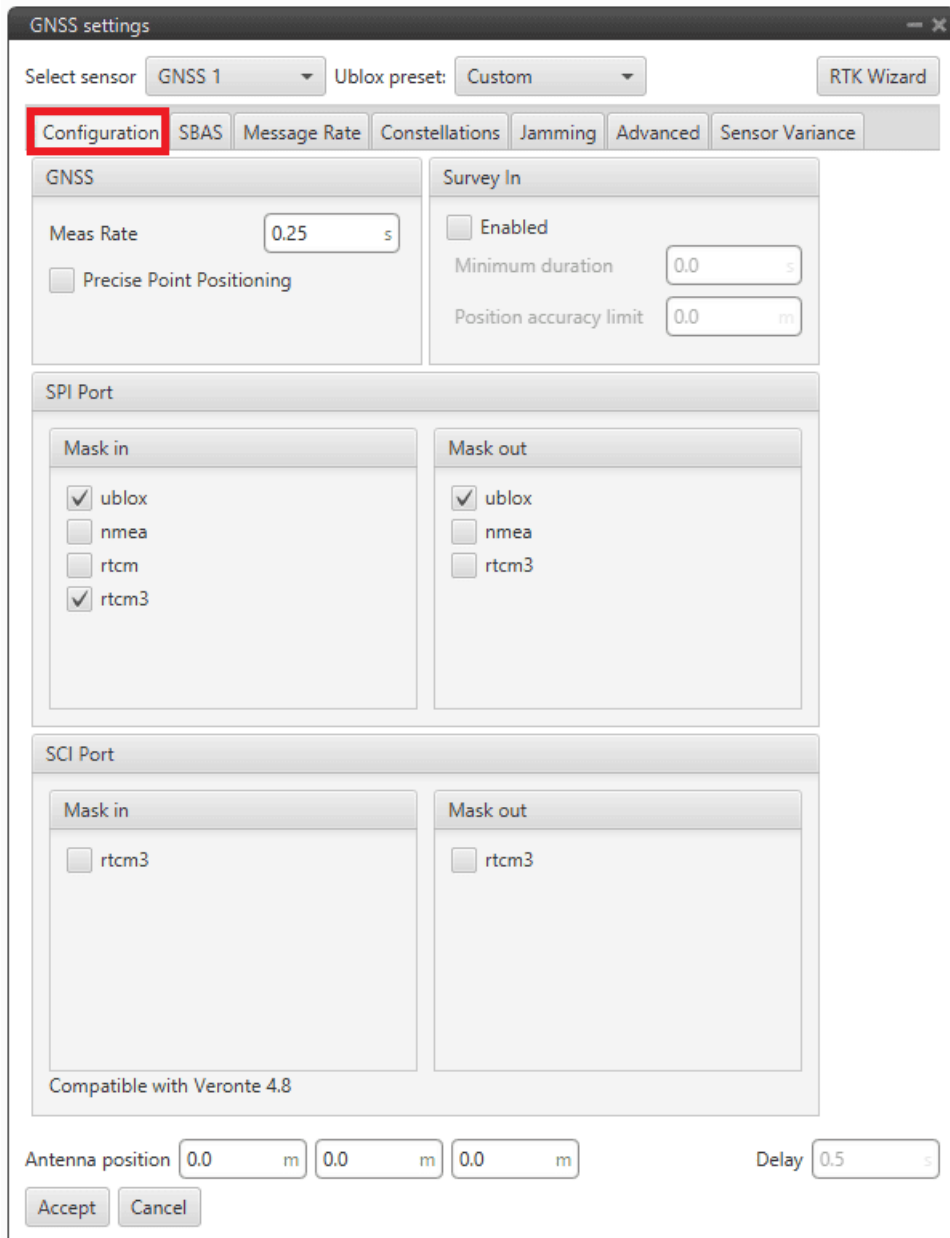 GNSS settings
Select sensor GNSS 1 Ublox preset: Custom RTK Wizard
Configuration SBAS Message Rate Constellations Jamming Advanced Sensor Variance
GNSS Survey In
Meas Rate 0.25 s Enabled
Precise Point Positioning Minimum duration 0.0 s
Position accuracy limit 0.0 m
SPI Port
Mask in Mask out
ublox ublox
nmea nmea
rtcm rtcm3
rtcm3
SCI Port
Mask in Mask out
rtcm3 rtcm3
Compatible with Veronte 4.8
Antenna position 0.0 m 0.0 m 0.0 m Delay 0.5 s
Accept Cancel